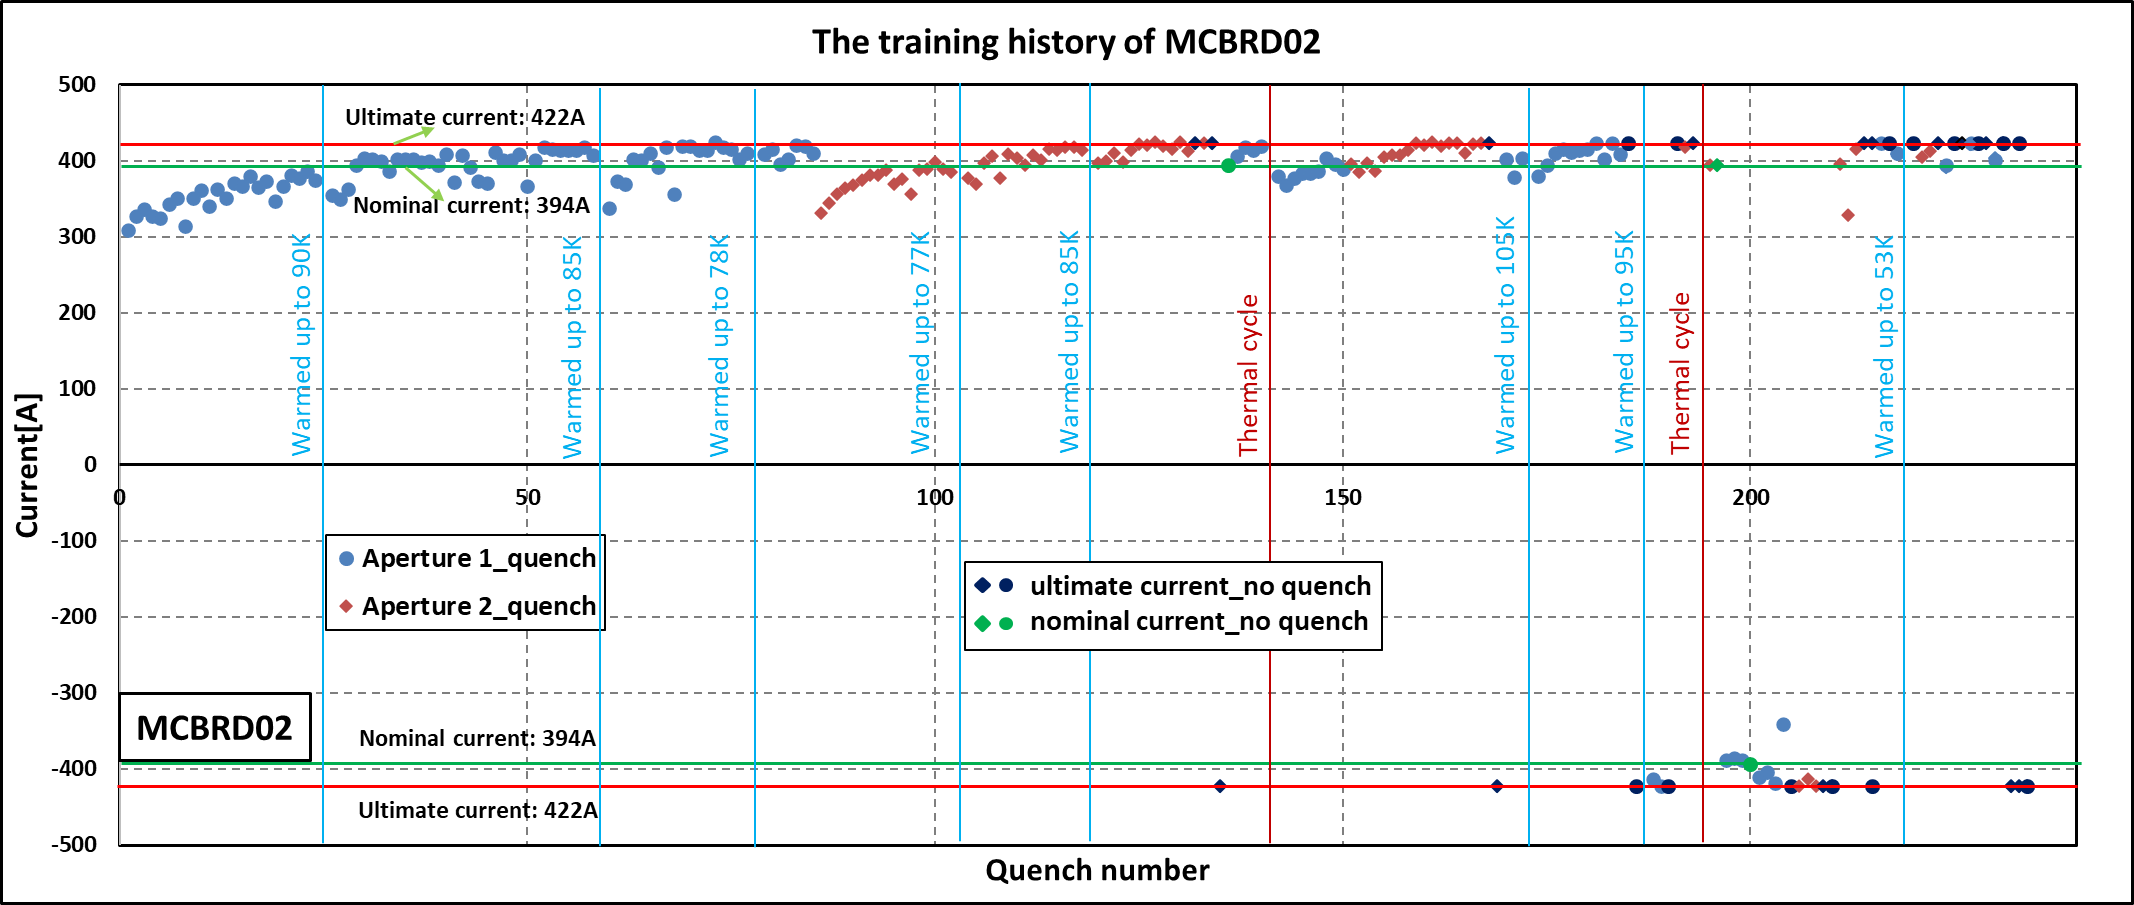 The training history of MCBRD02
500
400
300
200
100
0
-100
-200
-300
-400
-500
Current[A]
Ultimate current: 422A
Nominal current: 394A
Warmed up to 90K
Warmed up to 85K
Warmed up to 78K
Warmed up to 77K
Warmed up to 85K
Thermal cycle
Warmed up to 105K
Warmed up to 95K
Thermal cycle
Warmed up to 53K
0
50
100
150
200
Aperture 1_quench
Aperture 2_quench
ultimate current_no quench
nominal current_no quench
MCBRD02
Nominal current: 394A
Ultimate current: 422A
Quench number